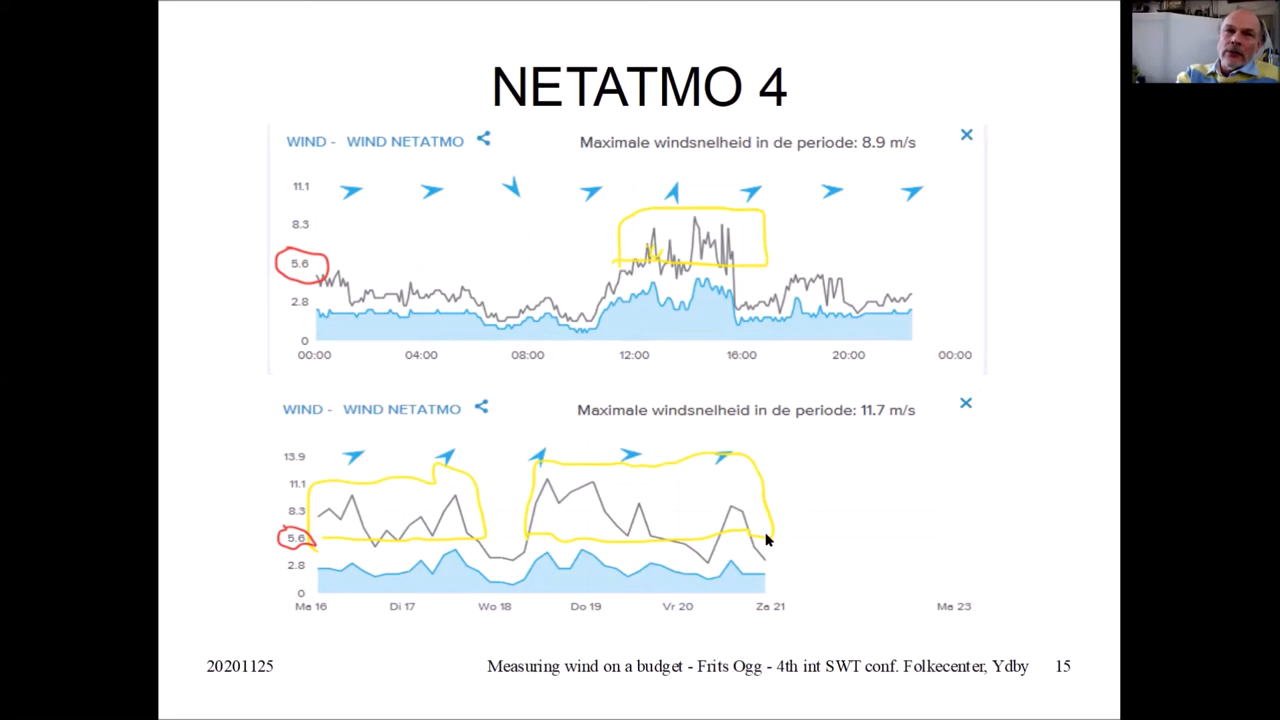 NETATMO 4
WIND - WIND NETATMO
Maximale windsnelheid in de periode: 8.9 m/s
11.1
8.3
5.6
2.8
0
00:00 04:00 08:00 12:00 16:00 20:00 00:00
WIND - WIND NETATMO
Maximale windsnelheid in de periode: 11.7 m/s
13.9
11.1
8.3
5.6
2.8
0
Ma 16 Di 17 Wo 18 Do 19 Vr 20 Za 21 Ma 23
20201125
Measuring wind on a budget - Frits Ogg - 4th int SWT conf. Folkecenter, Ydby
15